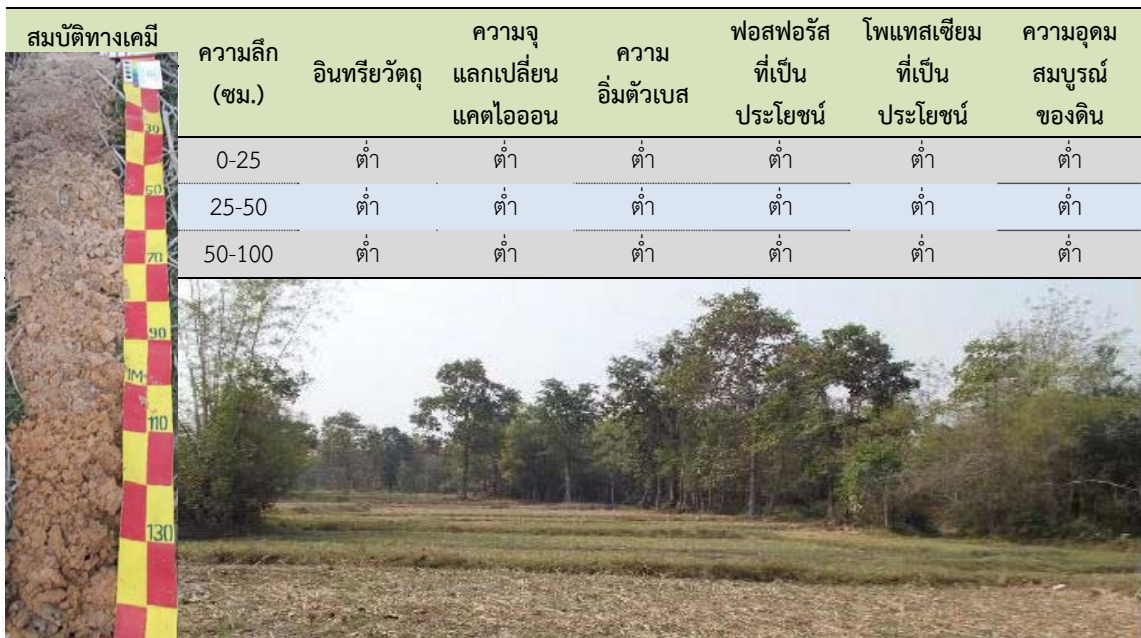 สมบัติทางเคมี
ความลึก (ซม.) อินทรียวัตถุ ความจุแลกเปลี่ยนแคตไอออน ความอิ่มตัวเบส ฟอสฟอรัสที่เป็นประโยชน์ โพแทสเซียมที่เป็นประโยชน์ ความอุดมสมบูรณ์ของดิน
0-25 ต่ำ ต่ำ ต่ำ ต่ำ ต่ำ ต่ำ
25-50 ต่ำ ต่ำ ต่ำ ต่ำ ต่ำ ต่ำ
50-100 ต่ำ ต่ำ ต่ำ ต่ำ ต่ำ ต่ำ
30
50
70
90
1M
110
130